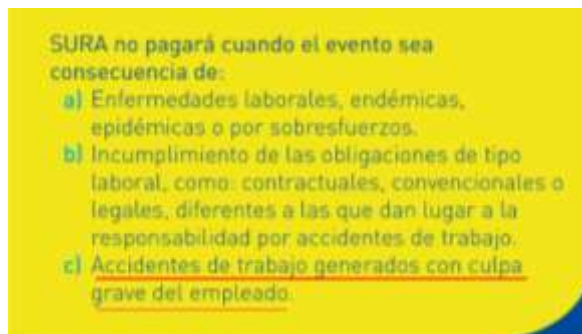 SURA no pagará cuando el evento sea
consecuencia de:
a) Enfermedades laborales, endémicas,
epidémicas o por sobresfuerzos.
b) Incumplimiento de las obligaciones de tipo
laboral, como: contractuales, convencionales o
legales, diferentes a las que dan lugar a la
responsabilidad por accidentes de trabajo.
c) Accidentes de trabajo generados con culpa
grave del empleado.